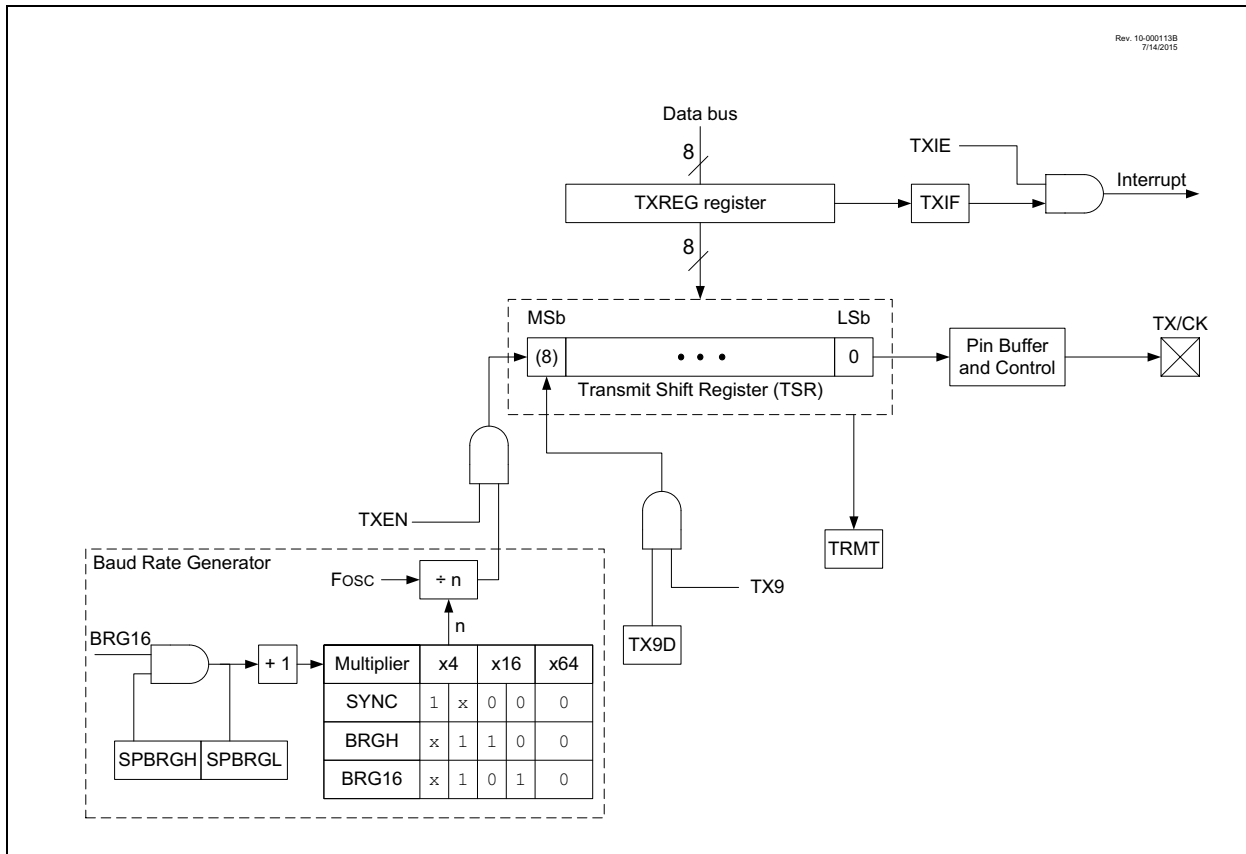 Rev. 10-000113B
7/14/2015
Data bus
8
TXIE
Interrupt
TXREG register
TXIF
8
MSb
LSb
TX/CK
(8)
• • •
0
Pin Buffer
and Control
Transmit Shift Register (TSR)
TXEN
TRMT
Baud Rate Generator
FOSC
÷ n
TX9
n
TX9D
BRG16
+ 1
Multiplier x4 x16 x64
SYNC 1 x 0 0 0
BRGH x 1 1 0 0
BRG16 x 1 0 1 0
SPBRGH SPBRGL